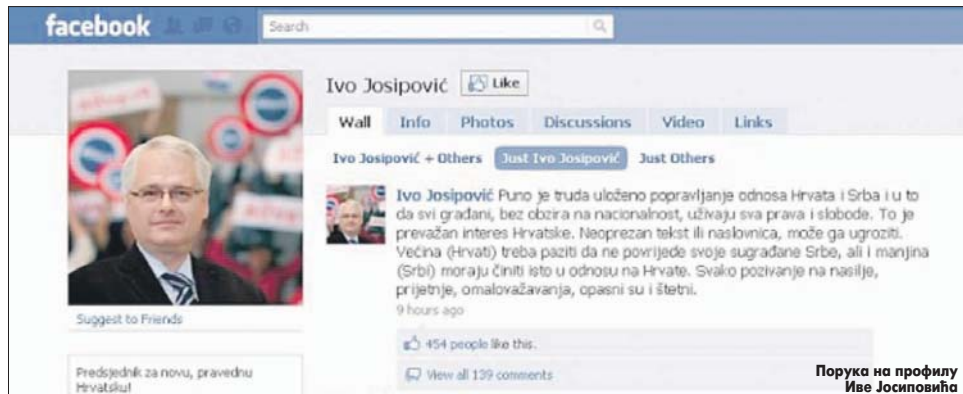 facebook
Search
Ivo Josipović Like
Wall Info Photos Discussions Video Links
Ivo Josipović + Others Just Ivo Josipović Just Others
Ivo Josipović Puno je truda uloženo popravljanje odnosa Hrvata i Srba i u to
da svi građani, bez obzira na nacionalnost, uživaju sva prava i slobode. To je
prevažan interes Hrvatske. Neoprezan tekst ili naslovnica, može ga ugroziti.
Većina (Hrvati) treba paziti da ne povrijede svoje sugrađane Srbe, ali i manjina
(Srbi) moraju činiti isto u odnosu na Hrvate. Svako pozivanje na nasilje,
prijetnje, omalovažavanja, opasni su i štetni.
9 hours ago
454 people like this.
View all 139 comments
Suggest to Friends
Predsjednik za novu, pravednu
Hrvatsku!
Порука на профилу
Иве Јосиповића